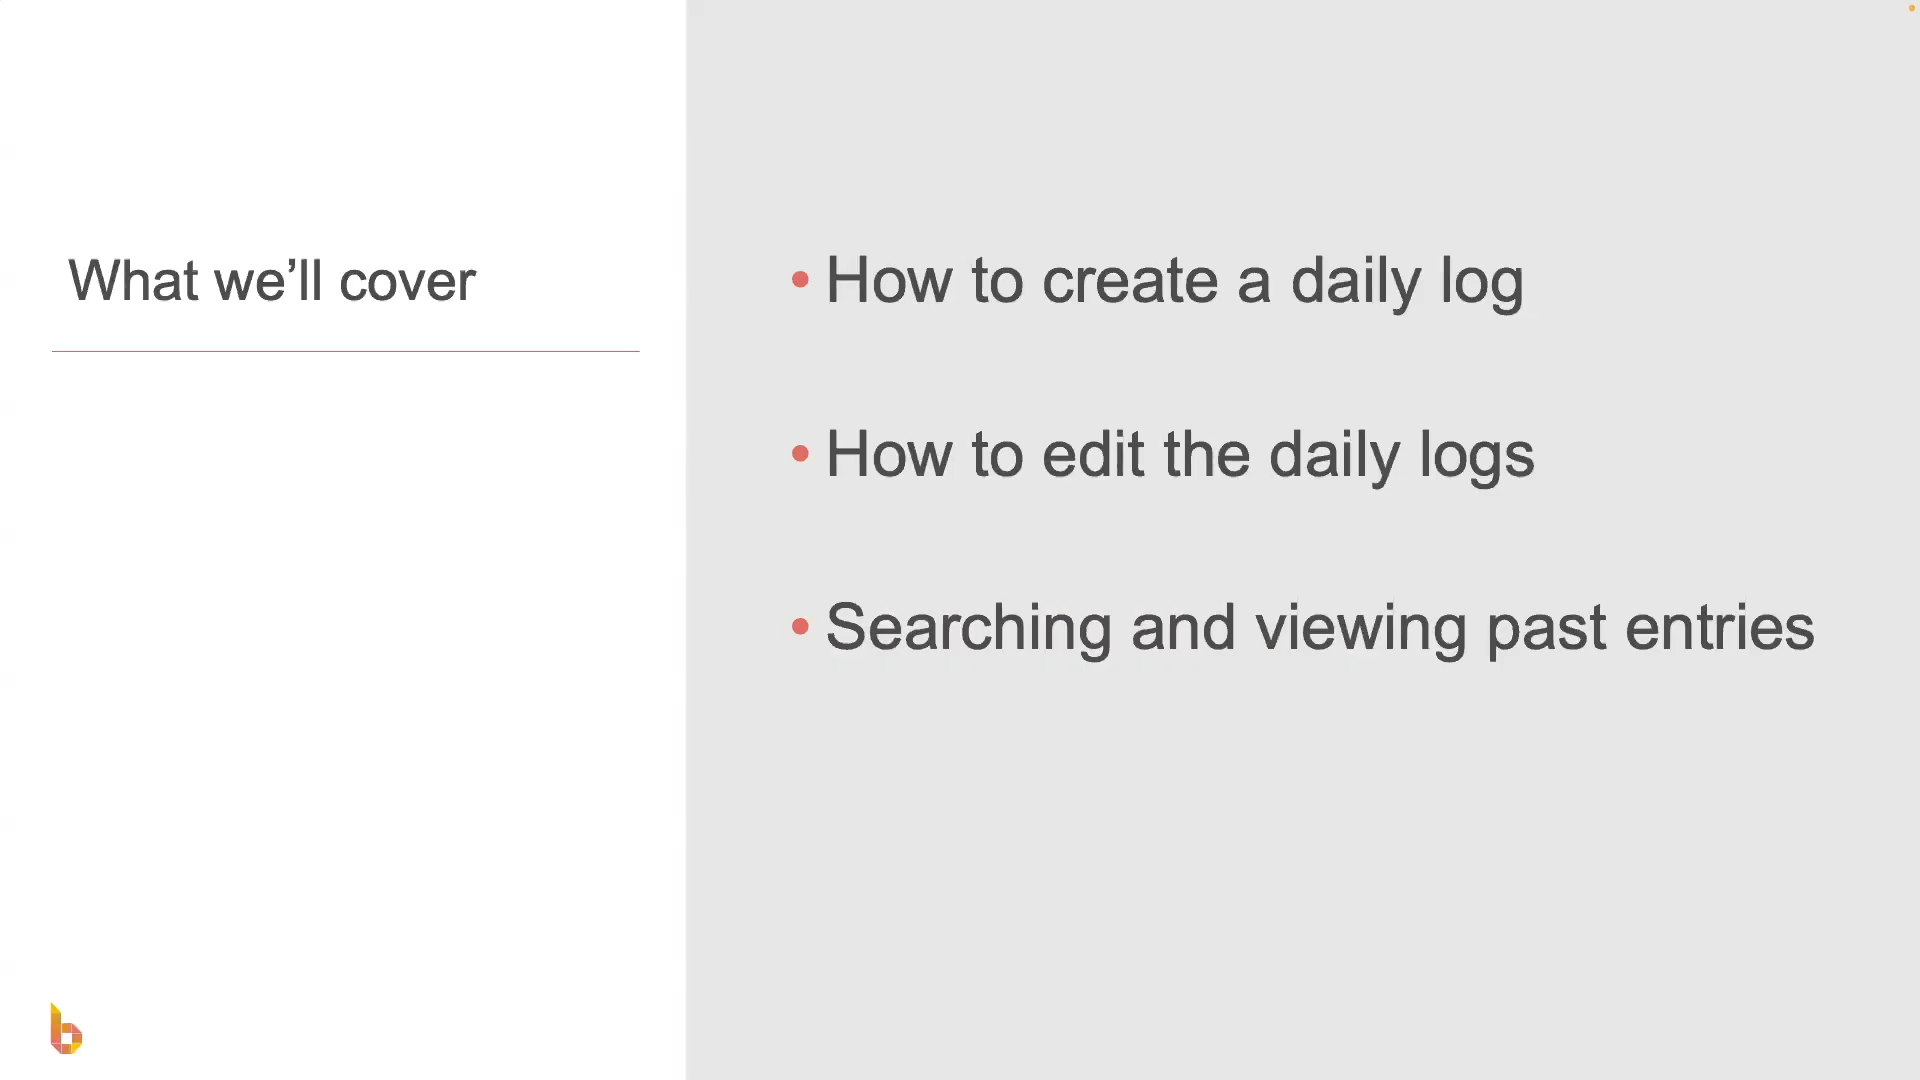 What we’ll cover
• How to create a daily log
• How to edit the daily logs
• Searching and viewing past entries